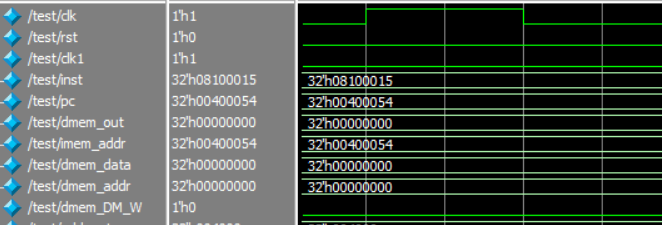 /test/clk 1'h1
/test/rst 1'h0
/test/clk1 1'h1
/test/inst 32'h08100015 32'h08100015
/test/pc 32'h00400054 32'h00400054
/test/dmem_out 32'h00000000 32'h00000000
/test/imem_addr 32'h00400054 32'h00400054
/test/dmem_data 32'h00000000 32'h00000000
/test/dmem_addr 32'h00000000 32'h00000000
/test/dmem_DM_W 1'h0